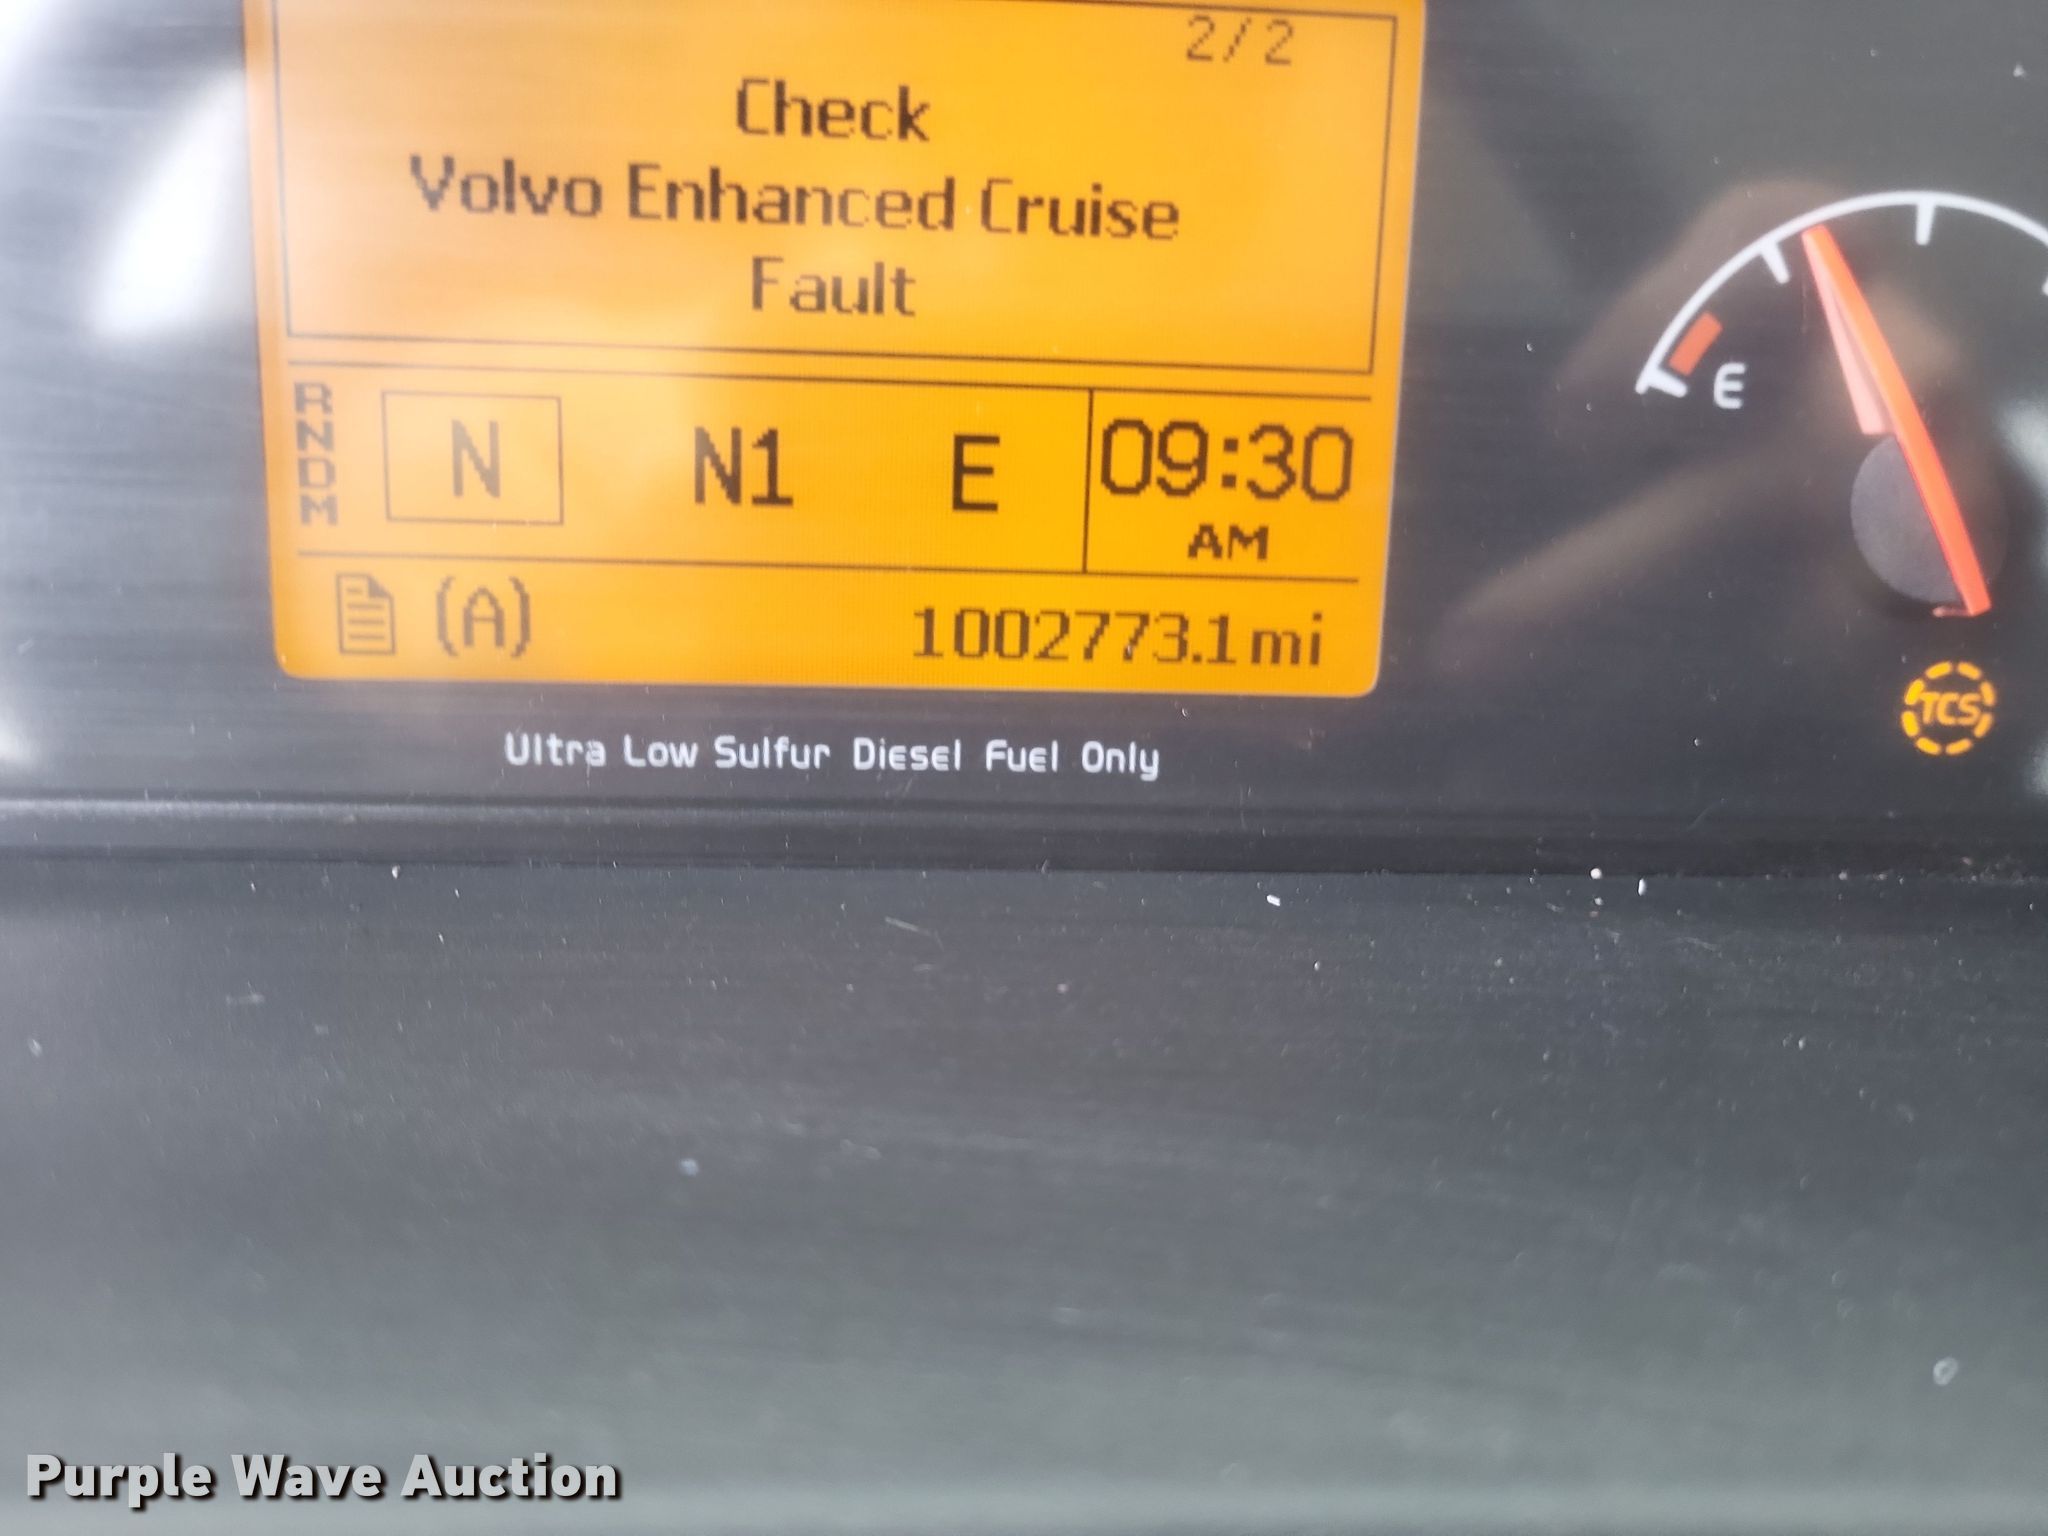 2/2
Check
Volvo Enhanced Cruise
Fault
R
N
D
M
N N1 E 09:30
AM
(A) 1002773.1mi
E
TCS
Ultra Low Sulfur Diesel Fuel Only
Purple Wave Auction